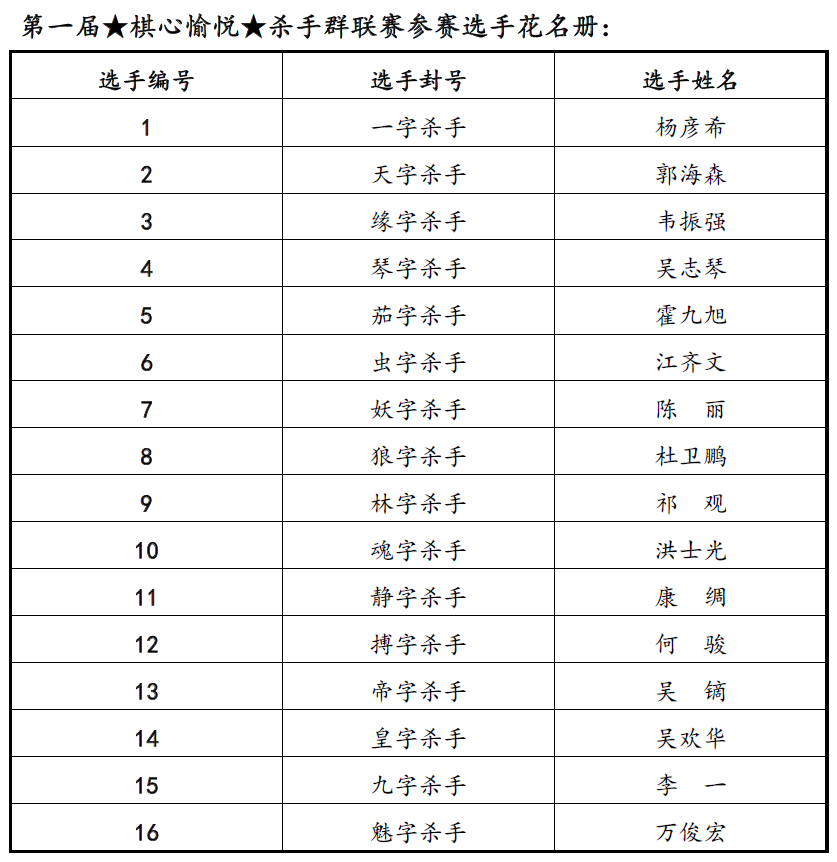 第一届★棋心愉悦★杀手群联赛参赛选手花名册：
选手编号 选手封号 选手姓名
1 一字杀手 杨彦希
2 天字杀手 郭海森
3 缘字杀手 韦振强
4 琴字杀手 吴志琴
5 茄字杀手 霍九旭
6 虫字杀手 江齐文
7 妖字杀手 陈 丽
8 狼字杀手 杜卫鹏
9 林字杀手 祁 观
10 魂字杀手 洪士光
11 静字杀手 康 绸
12 搏字杀手 何 骏
13 帝字杀手 吴 镝
14 皇字杀手 吴欢华
15 九字杀手 李 一
16 魅字杀手 万俊宏